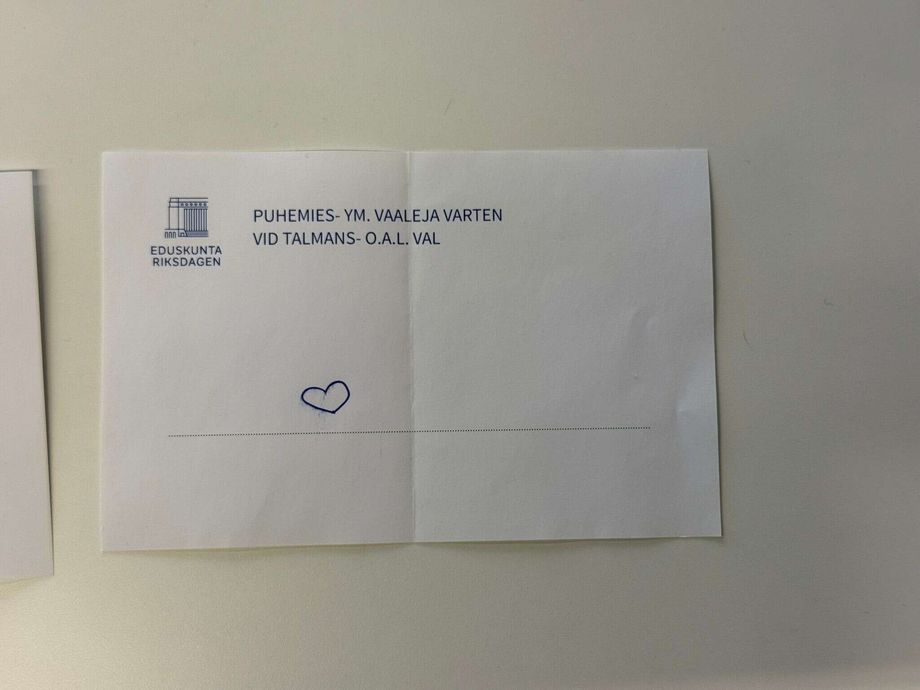 EDUSKUNTA
RIKSDAGEN
PUHEMIES- YM. VAALEJA VARTEN
VID TALMANS- O.A.L. VAL